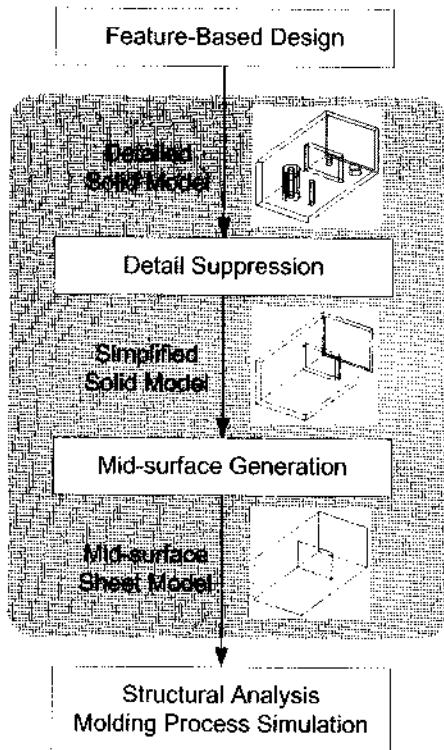 Feature-Based Design
Detailed
Solid Model
Detail Suppression
Simplified
Solid Model
Mid-surface Generation
Mid-surface
Sheet Model
Structural Analysis
Molding Process Simulation